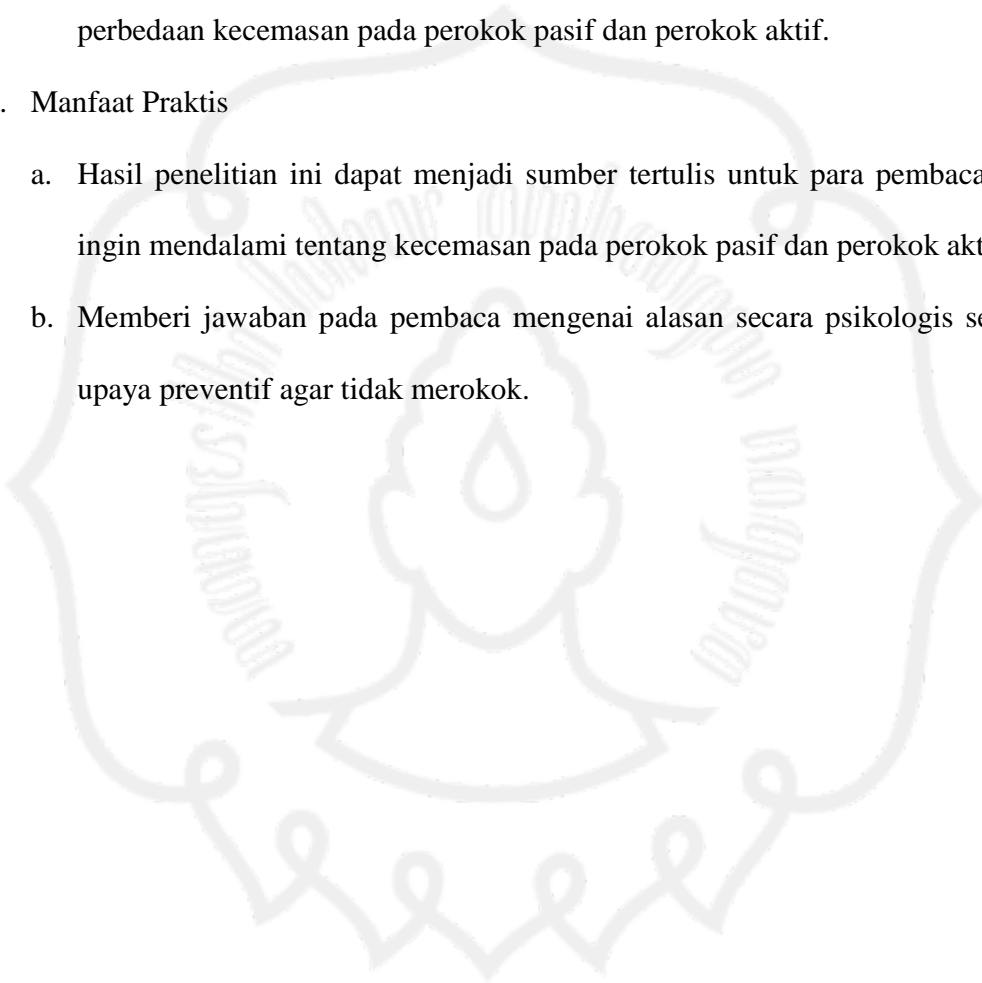 perbedaan kecemasan pada perokok pasif dan perokok aktif.
. Manfaat Praktis
a. Hasil penelitian ini dapat menjadi sumber tertulis untuk para pembaca
ingin mendalami tentang kecemasan pada perokok pasif dan perokok akt
b. Memberi jawaban pada pembaca mengenai alasan secara psikologis se
upaya preventif agar tidak merokok.